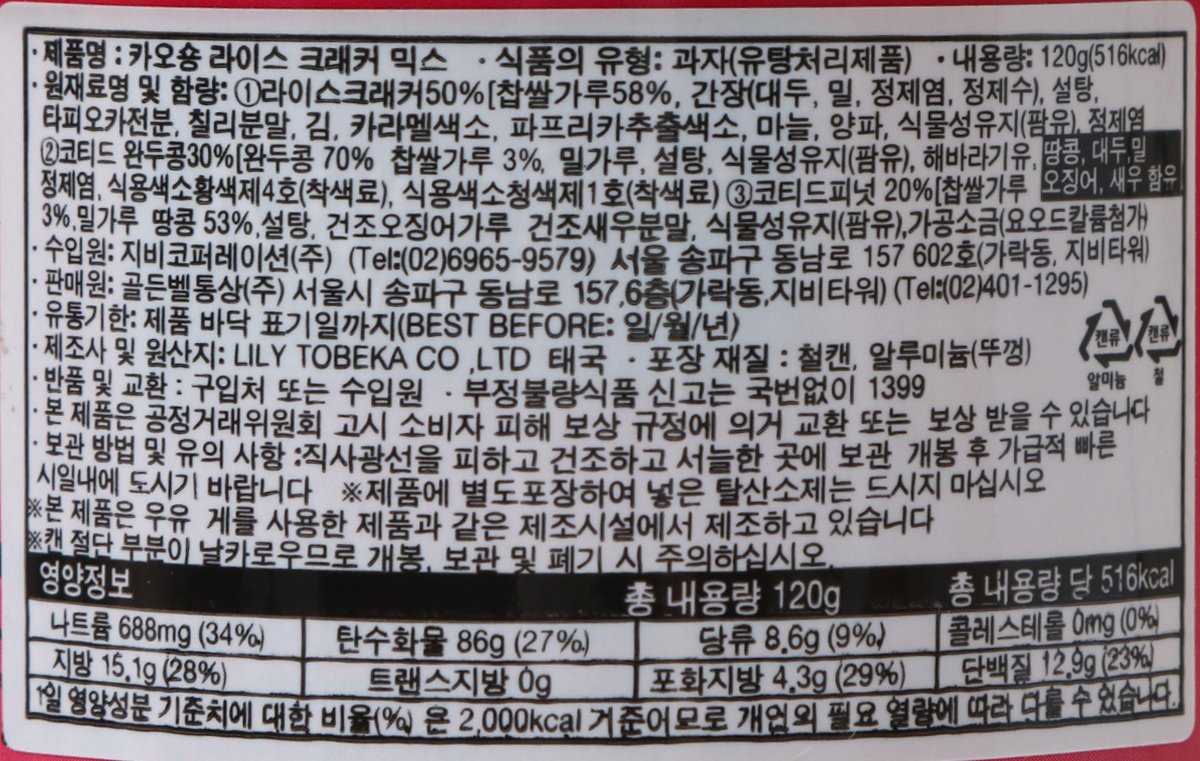 · 제품명 : 카오숑 라이스 크래커 믹스 · 식품의 유형: 과자(유탕처리제품) · 내용량: 120g(516kcal)
· 원재료명 및 함량: ①라이스크래커50%[찹쌀가루58%, 간장(대두, 밀, 정제염, 정제수), 설탕,
타피오카전분, 칠리분말, 김, 카라멜색소, 파프리카추출색소, 마늘, 양파, 식물성유지(팜유), 정제염
②코티드 완두콩30%[완두콩 70% 찹쌀가루 3%, 밀가루, 설탕, 식물성유지(팜유), 해바라기유,
땅콩, 대두,밀
오징어, 새우 함유
정제염, 식용색소황색제4호(착색료), 식용색소청색제1호(착색료) ③코티드피넛 20%[찹쌀가루
3%,밀가루 땅콩 53%,설탕, 건조오징어가루 건조새우분말, 식물성유지(팜유),가공소금(요오드칼륨첨가)
· 수입원: 지비코퍼레이션(주) (Tel:(02)6965-9579) 서울 송파구 동남로 157 602호(가락동, 지비타워)
· 판매원: 골든벨통상(주) 서울시 송파구 동남로 157,6층(가락동,지비타워) (Tel:(02)401-1295)
· 유통기한: 제품 바닥 표기일까지(BEST BEFORE: 일/월/년)
· 제조사 및 원산지: LILY TOBEKA CO ,LTD 태국 · 포장 재질 : 철캔, 알루미늄(뚜껑)
캔류 캔류
알미늄 철
· 반품 및 교환 : 구입처 또는 수입원 · 부정불량식품 신고는 국번없이 1399
· 본 제품은 공정거래위원회 고시 소비자 피해 보상 규정에 의거 교환 또는 보상 받을 수 있습니다
· 보관 방법 및 유의 사항 :직사광선을 피하고 건조하고 서늘한 곳에 보관 개봉 후 가급적 빠른
시일내에 도시기 바랍니다 ※제품에 별도포장하여 넣은 탈산소제는 드시지 마십시오
※본 제품은 우유 게를 사용한 제품과 같은 제조시설에서 제조하고 있습니다
※캔 절단 부분이 날카로우므로 개봉, 보관 및 폐기 시 주의하십시오.
영양정보 총 내용량 120g 총 내용량 당 516kcal
나트륨 688mg (34%) 탄수화물 86g (27%) 당류 8.6g (9%) 콜레스테롤 0mg (0%)
지방 15.1g (28%) 트랜스지방 0g 포화지방 4.3g (29%) 단백질 12.9g (23%)
1일 영양성분 기준치에 대한 비율(%) 은 2,000kcal 기준이므로 개인의 필요 열량에 따라 다를 수 있습니다.